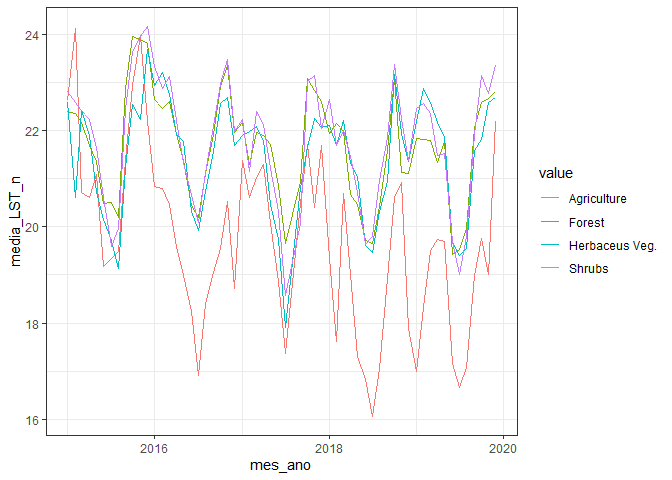 24
22
20
18
16
media_LST_n
2016
2018
2020
mes_ano
value
Agriculture
Forest
Herbaceus Veg.
Shrubs